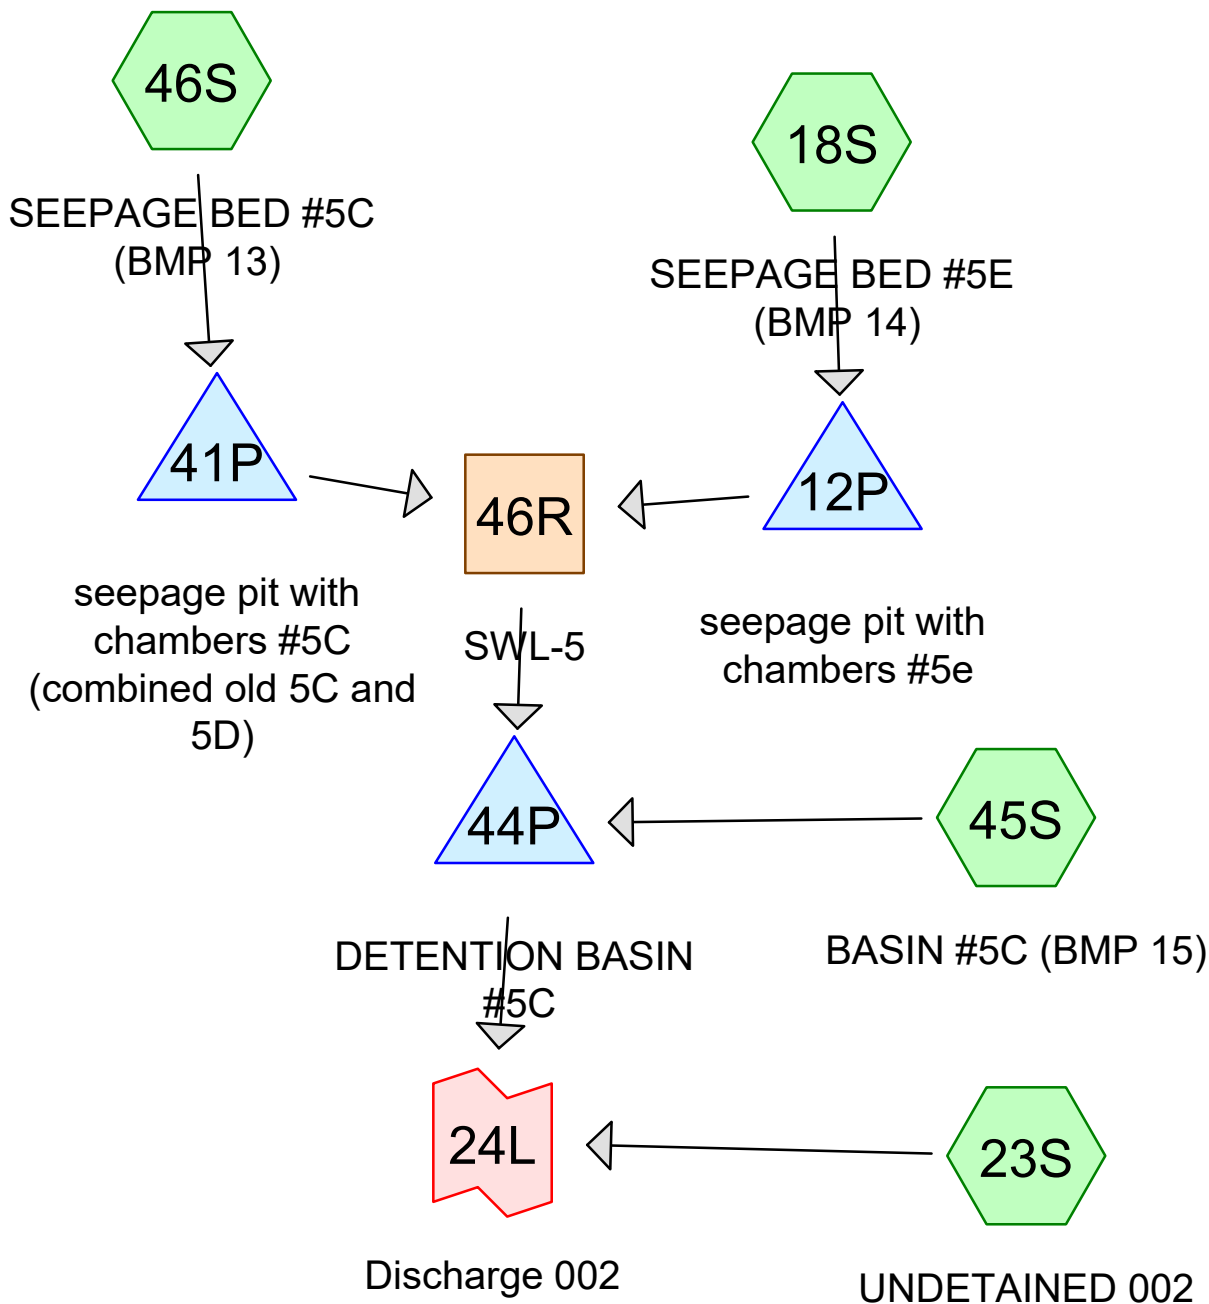 46S
SEEPAGE BED #5C
(BMP 13)
18S
SEEPAGE BED #5E
(BMP 14)
41P
seepage pit with
chambers #5C
(combined old 5C and
5D)
46R
SWL-5
12P
seepage pit with
chambers #5e
44P
DETENTION BASIN
#5C
45S
BASIN #5C (BMP 15)
24L
Discharge 002
23S
UNDETAINED 002